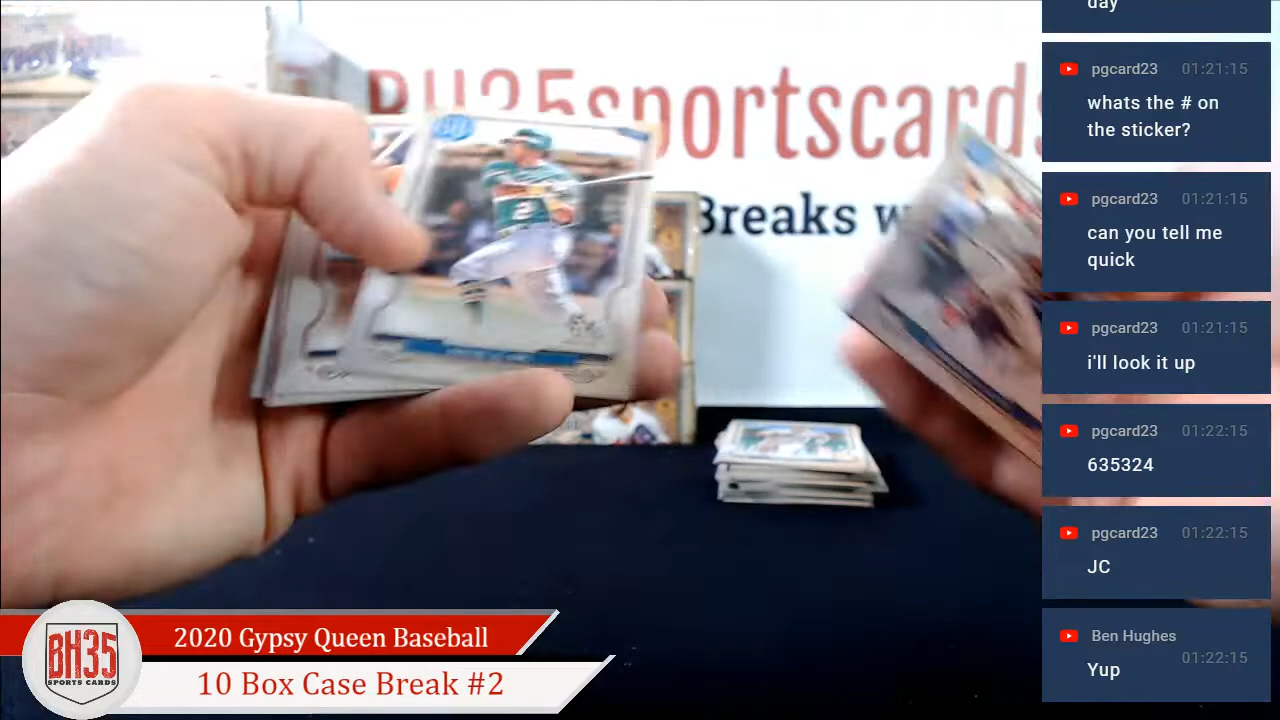 BH35sportscards
Breaks w
day
pgcard23 01:21:15
whats the # on
the sticker?
pgcard23 01:21:15
can you tell me
quick
pgcard23 01:21:15
i'll look it up
pgcard23 01:22:15
635324
pgcard23 01:22:15
JC
Ben Hughes
01:22:15
Yup
2
BH35
SPORTS CARDS
2020 Gypsy Queen Baseball
10 Box Case Break #2